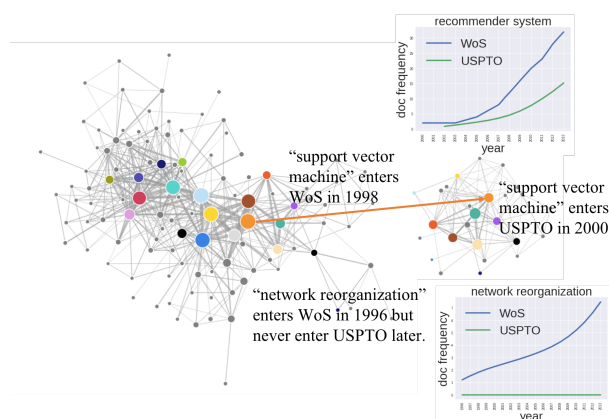 recommender system
WoS
USPTO
doc frequency
year
"support vector
machine" enters
WoS in 1998
"support vector
machine" enters
USPTO in 2000
"network reorganization"
enters WoS in 1996 but
never enter USPTO later.
network reorganization
WoS
USPTO
doc frequency
year